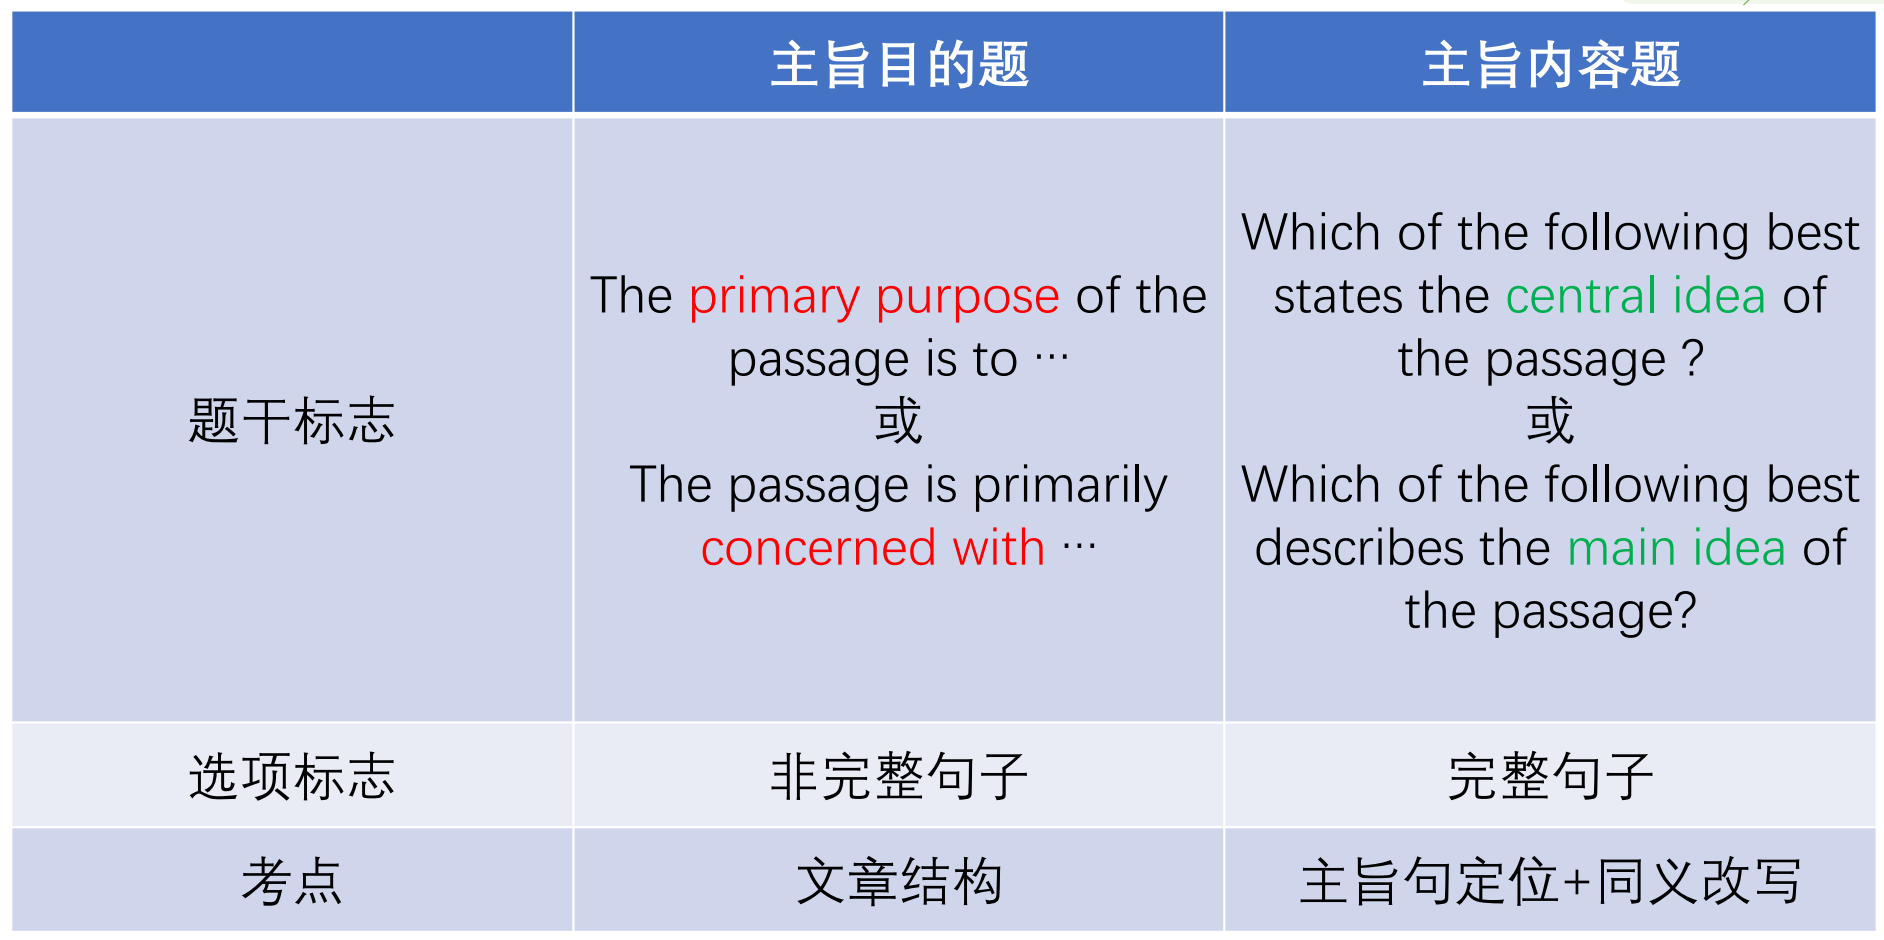 主旨目的题
主旨内容题
题干标志
The primary purpose of the
passage is to …
或
The passage is primarily
concerned with …
Which of the following best
states the central idea of
the passage ?
或
Which of the following best
describes the main idea of
the passage?
选项标志
非完整句子
完整句子
考点
文章结构
主旨句定位+同义改写